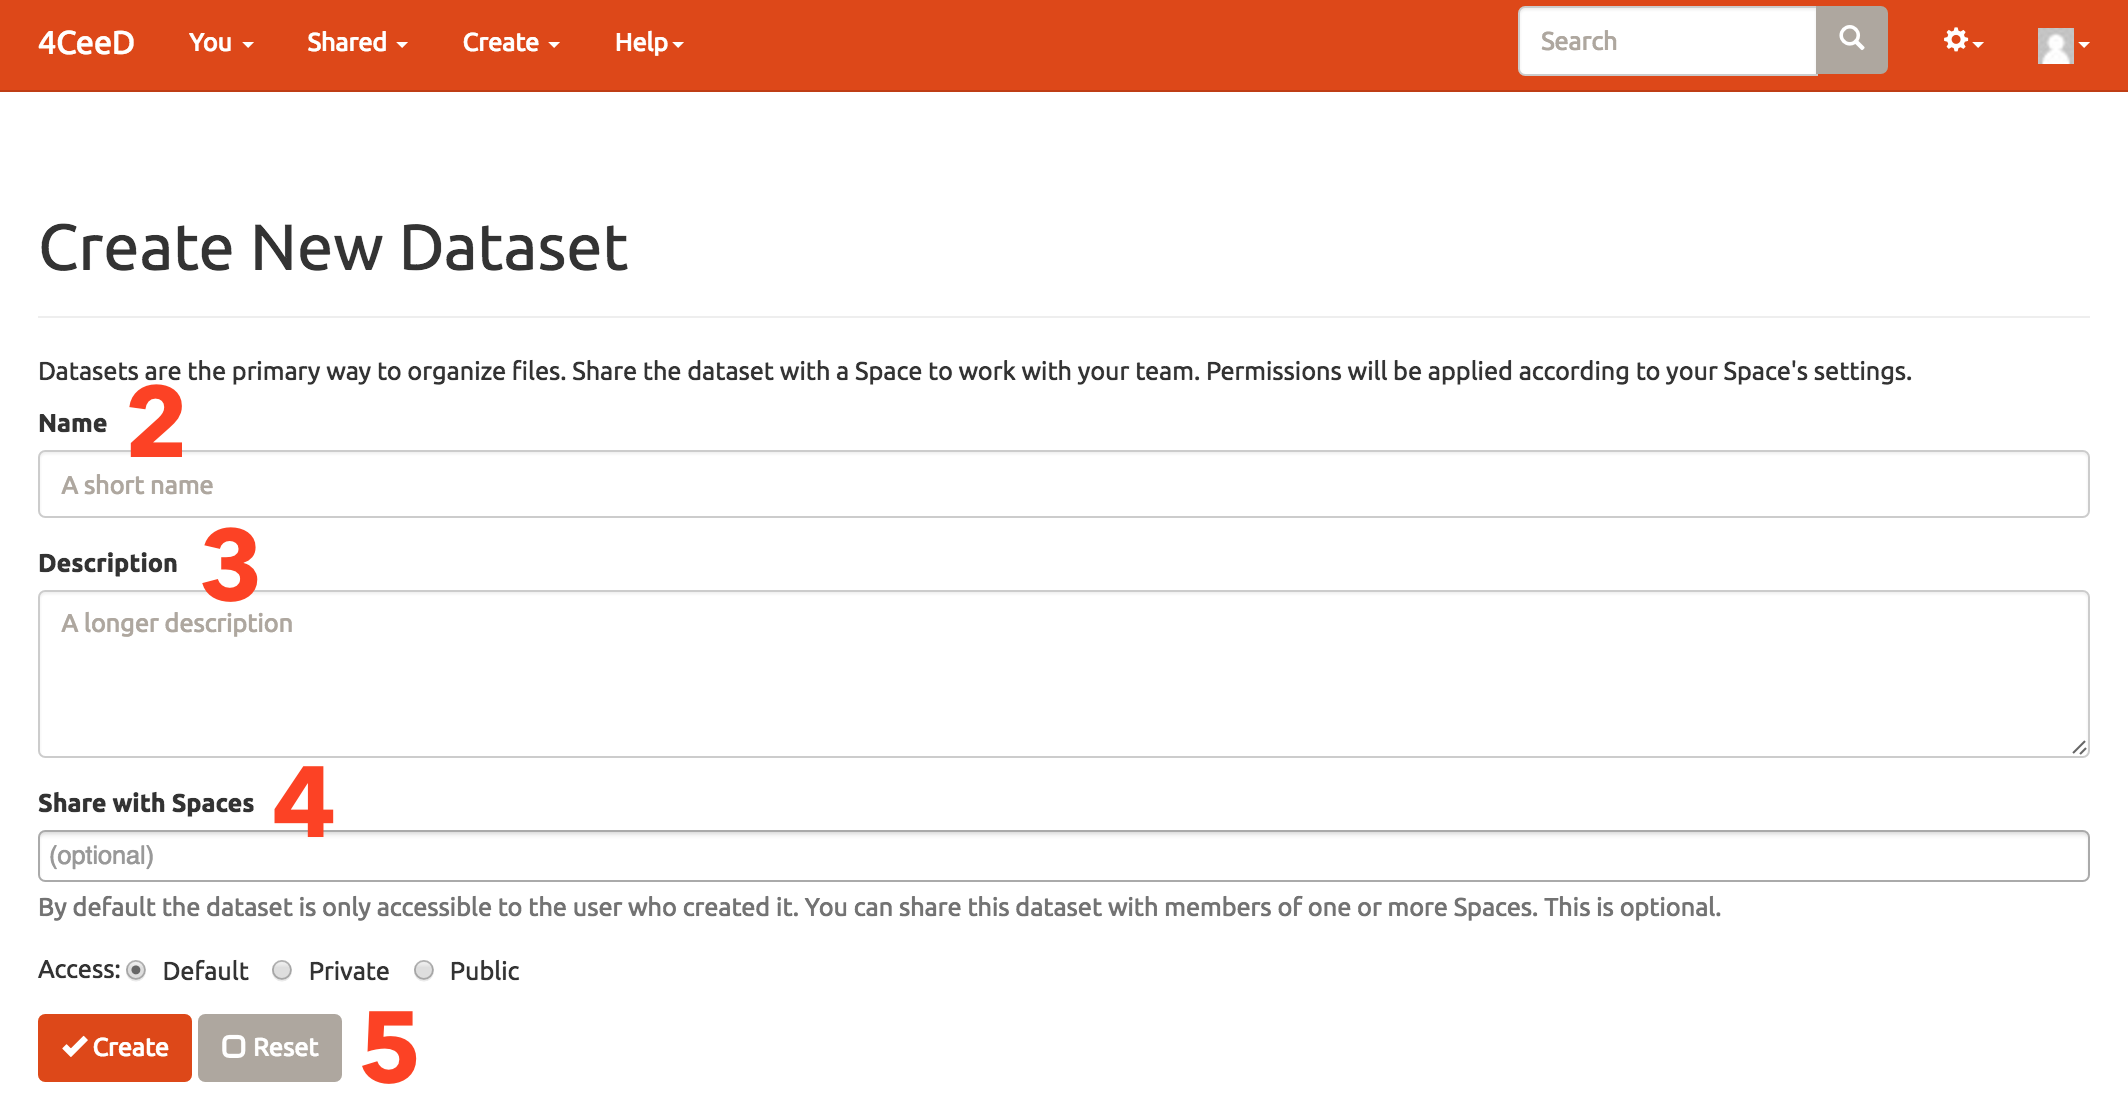 4CeeD You Shared Create Help Search
Create New Dataset
Datasets are the primary way to organize files. Share the dataset with a Space to work with your team. Permissions will be applied according to your Space's settings.
Name 2
A short name
Description 3
A longer description
Share with Spaces 4
(optional)
By default the dataset is only accessible to the user who created it. You can share this dataset with members of one or more Spaces. This is optional.
Access: Default Private Public
Create Reset 5